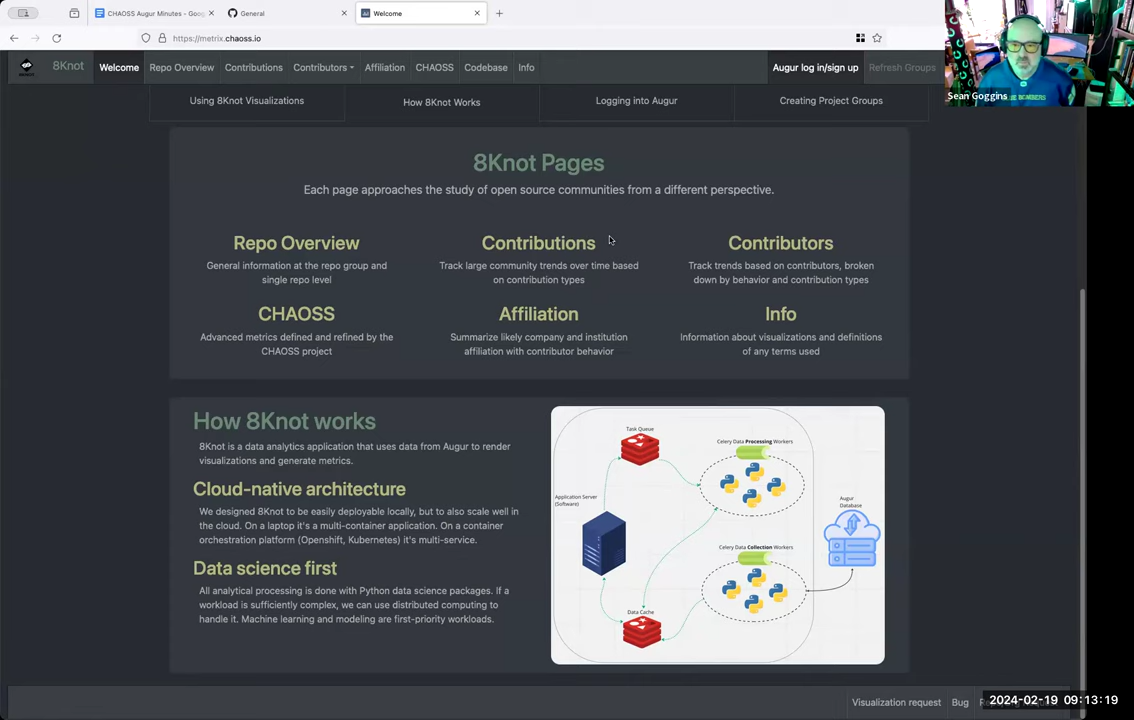 CHAOSS Augur Minutes - Goog
General
Welcome
https://metrix.chaoss.io
8Knot
Welcome
Repo Overview
Contributions
Contributors
Affiliation
CHAOSS
Codebase
Info
Augur log in/sign up
Refresh Groups
Sean Goggins
Using 8Knot Visualizations
How 8Knot Works
Logging into Augur
Creating Project Groups
8Knot Pages
Each page approaches the study of open source communities from a different perspective.
Repo Overview
General information at the repo group and
single repo level
Contributions
Track large community trends over time based
on contribution types
Contributors
Track trends based on contributors, broken
down by behavior and contribution types
CHAOSS
Advanced metrics defined and refined by the
CHAOSS project
Affiliation
Summarize likely company and institution
affiliation with contributor behavior
Info
Information about visualizations and definitions
of any terms used
How 8Knot works
8Knot is a data analytics application that uses data from Augur to render
visualizations and generate metrics.
Cloud-native architecture
We designed 8Knot to be easily deployable locally, but to also scale well in
the cloud. On a laptop it's a multi-container application. On a container
orchestration platform (Openshift, Kubernetes) it's multi-service.
Data science first
All analytical processing is done with Python data science packages. If a
workload is sufficiently complex, we can use distributed computing to
handle it. Machine learning and modeling are first-priority workloads.
Task Queue
Celery Data Processing Workers
Application Server
(Software)
Augur
Database
Celery Data Collection Workers
Data Cache
Visualization request
Bug
2024-02-19 09:13:19